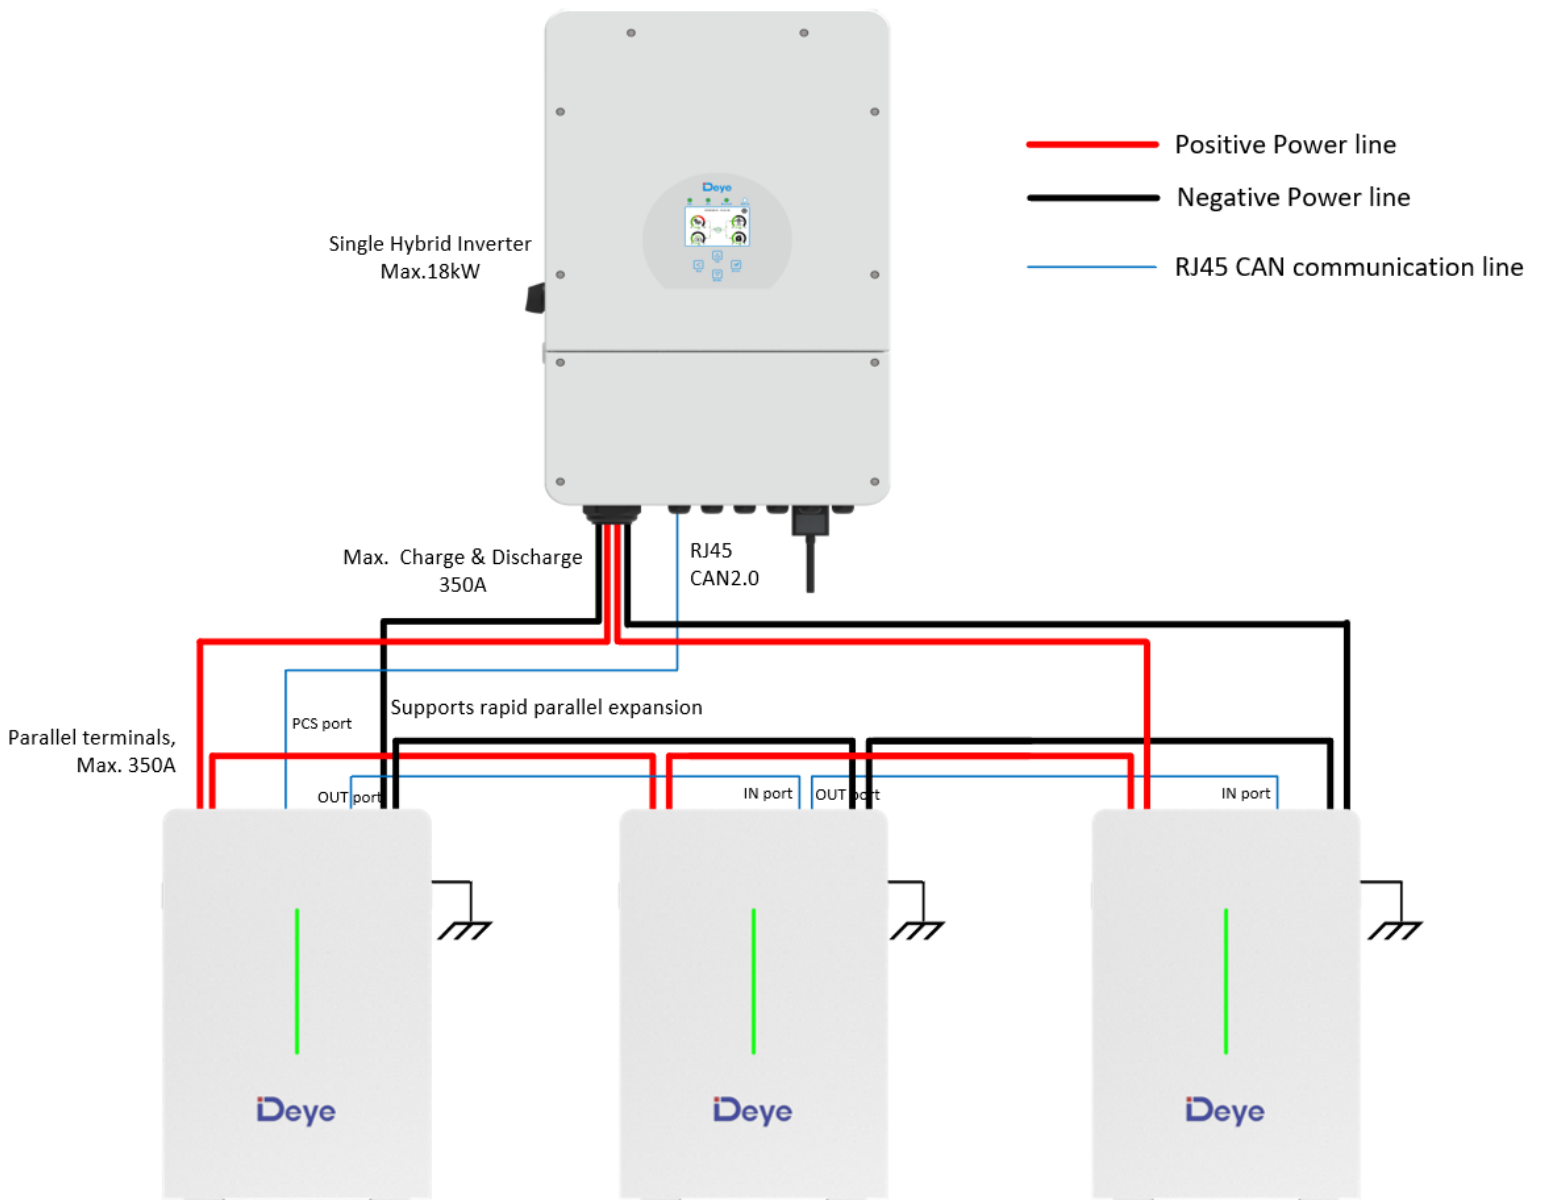 Deye
Positive Power line
Negative Power line
Single Hybrid Inverter
Max.18kW
RJ45 CAN communication line
Max. Charge & Discharge
350A
RJ45
CAN2.0
Supports rapid parallel expansion
PCS port
Parallel terminals,
Max. 350A
OUT port
IN port
OUT port
IN port
Deye
Deye
Deye